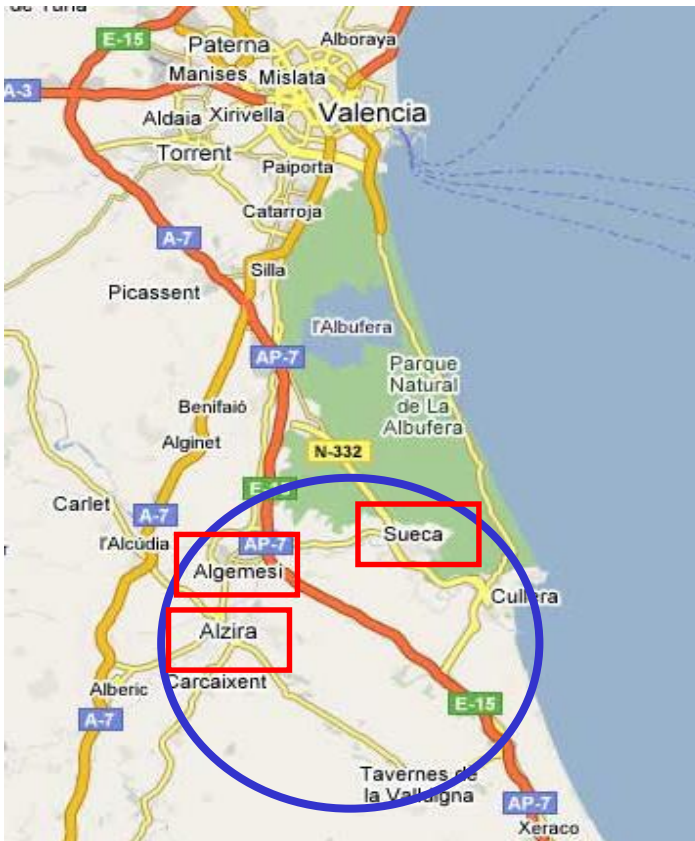 de Turia
E-15
Paterna
Alboraya
Manises
Mislata
A-3
Aldaia
Xirivella
Valencia
Torrent
Paiporta
Catarroja
A-7
Silla
Picassent
l'Albufera
AP-7
Parque
Natural
de La
Albufera
Benifaió
Alginet
N-332
E-15
Carlet
A-7
Sueca
l'Alcúdia
AP-7
Algemesí
Cullera
Alzira
Alberic
Carcaixent
E-15
A-7
Tavernes de
la Valldigna
AP-7
Xeraco